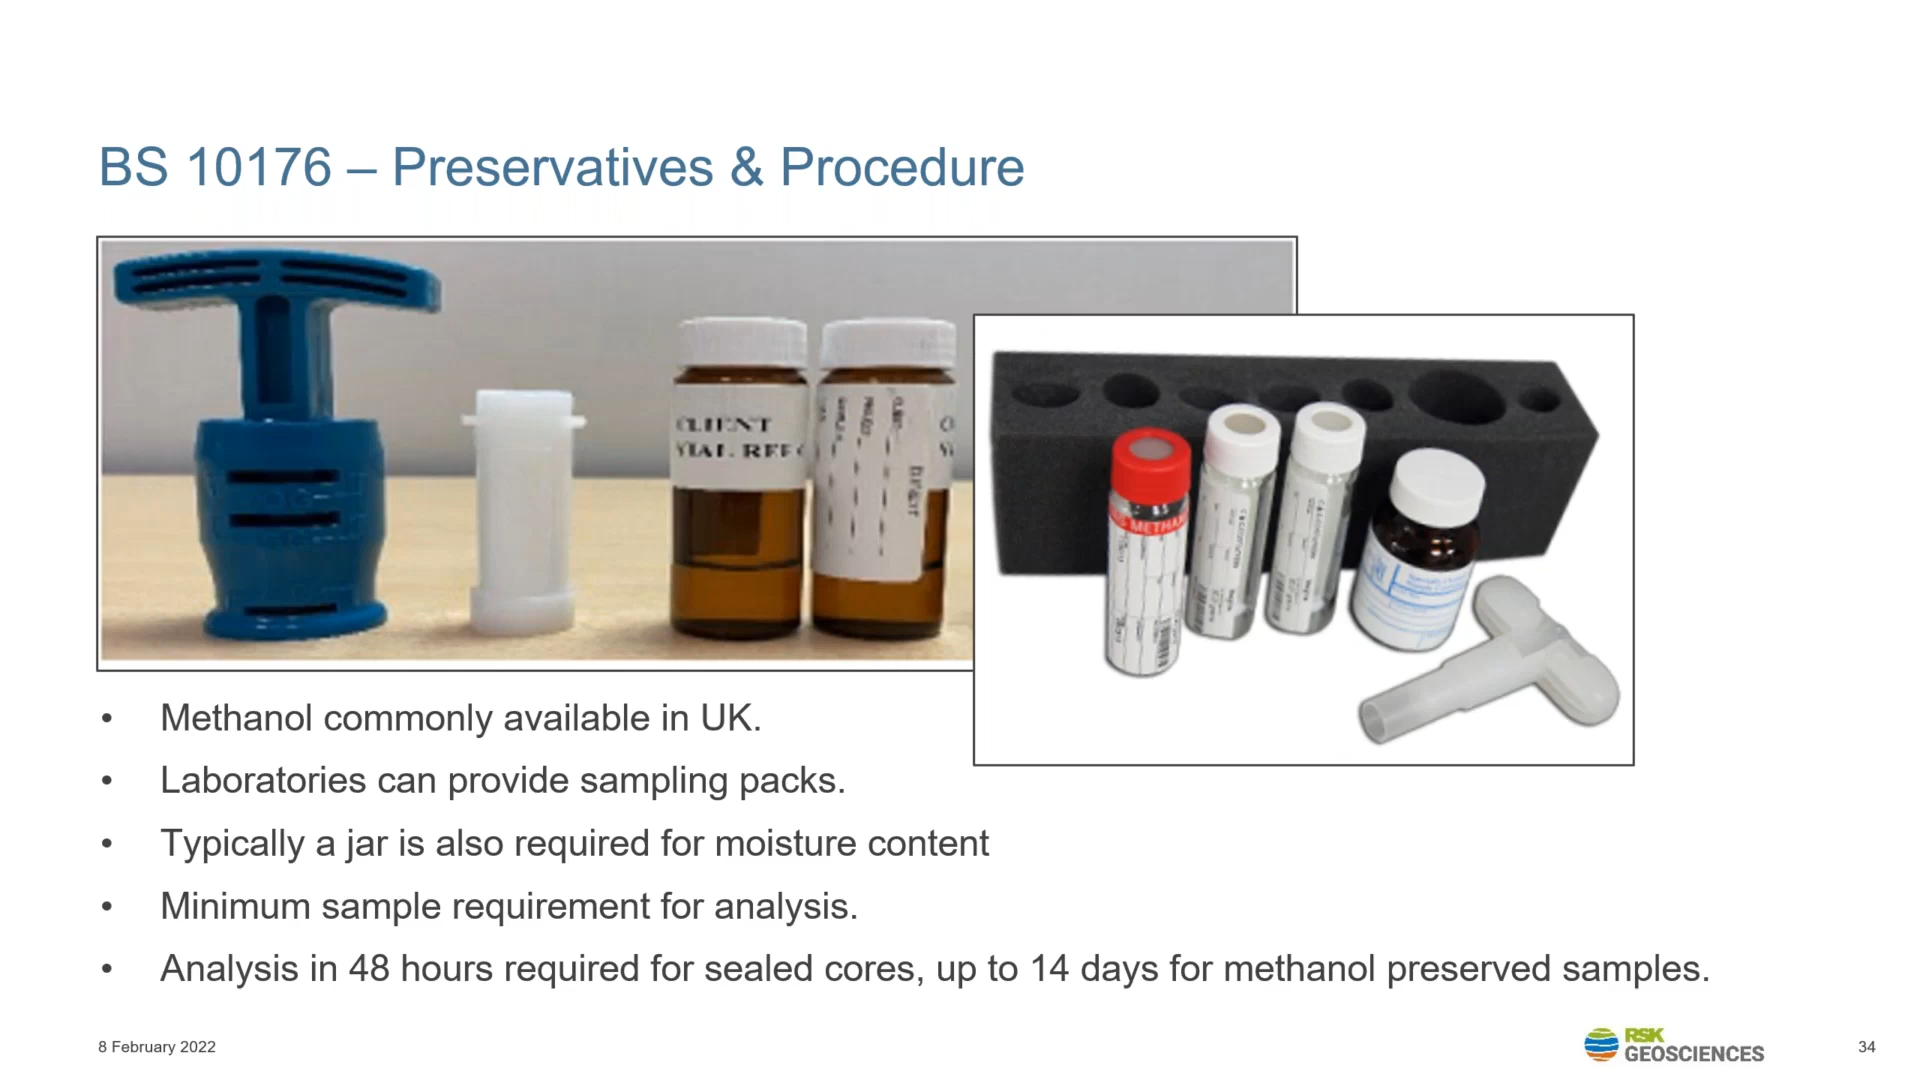 BS 10176 – Preservatives & Procedure
CLIENT
VIAL REF
METHA
• Methanol commonly available in UK.
• Laboratories can provide sampling packs.
• Typically a jar is also required for moisture content
• Minimum sample requirement for analysis.
• Analysis in 48 hours required for sealed cores, up to 14 days for methanol preserved samples.
8 February 2022
RSK
GEOSCIENCES
34